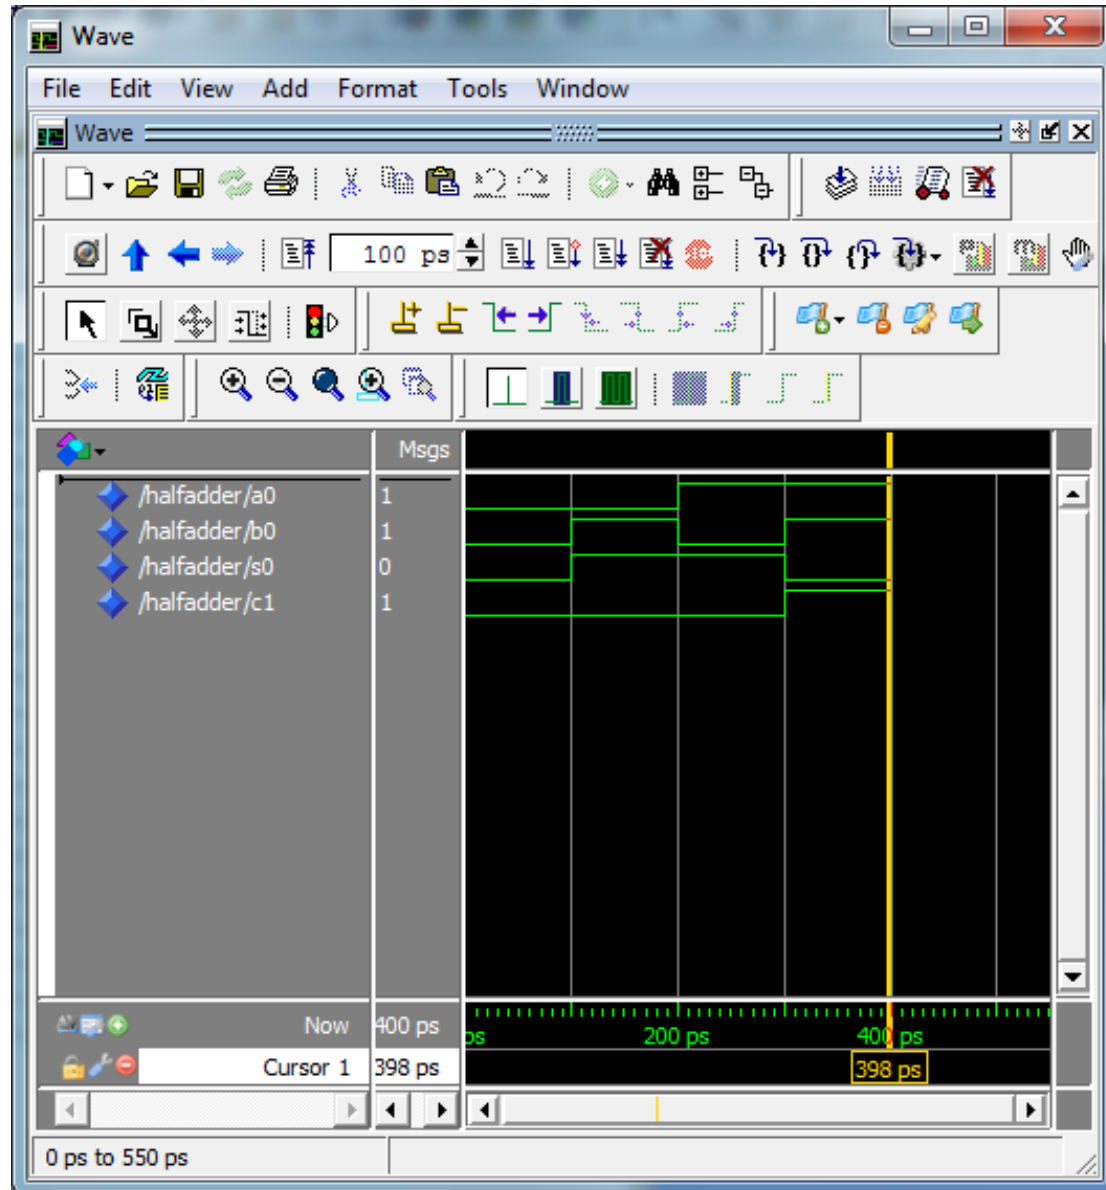 Wave
File Edit View Add Format Tools Window
Wave
100 ps
Msgs
/halfadder/a0 1
/halfadder/b0 1
/halfadder/s0 0
/halfadder/c1 1
Now 400 ps
ps 200 ps 400 ps
Cursor 1 398 ps 398 ps
0 ps to 550 ps